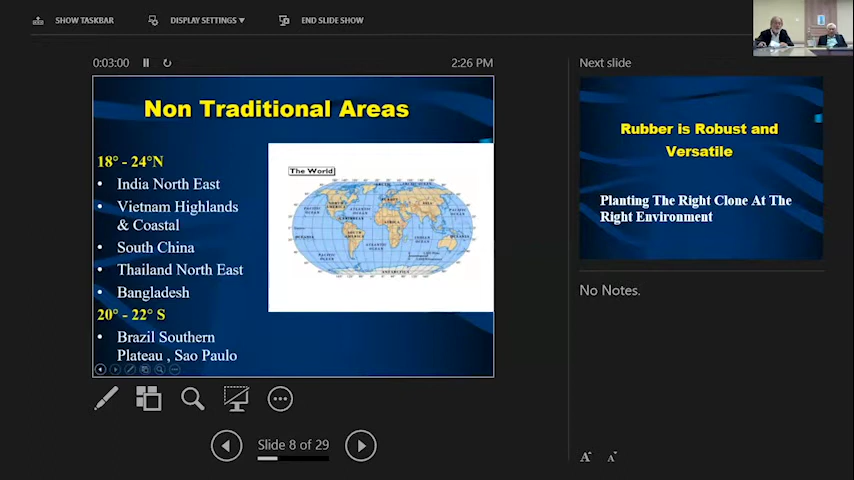 SHOW TASKBAR
DISPLAY SETTINGS ▼
END SLIDE SHOW
0:03:00
2:26 PM
Next slide
Non Traditional Areas
18° - 24°N
• India North East
• Vietnam Highlands
& Coastal
• South China
• Thailand North East
• Bangladesh
20° - 22° S
• Brazil Southern
Plateau , Sao Paulo
The World
Rubber is Robust and
Versatile
Planting The Right Clone At The
Right Environment
No Notes.
Slide 8 of 29
A A